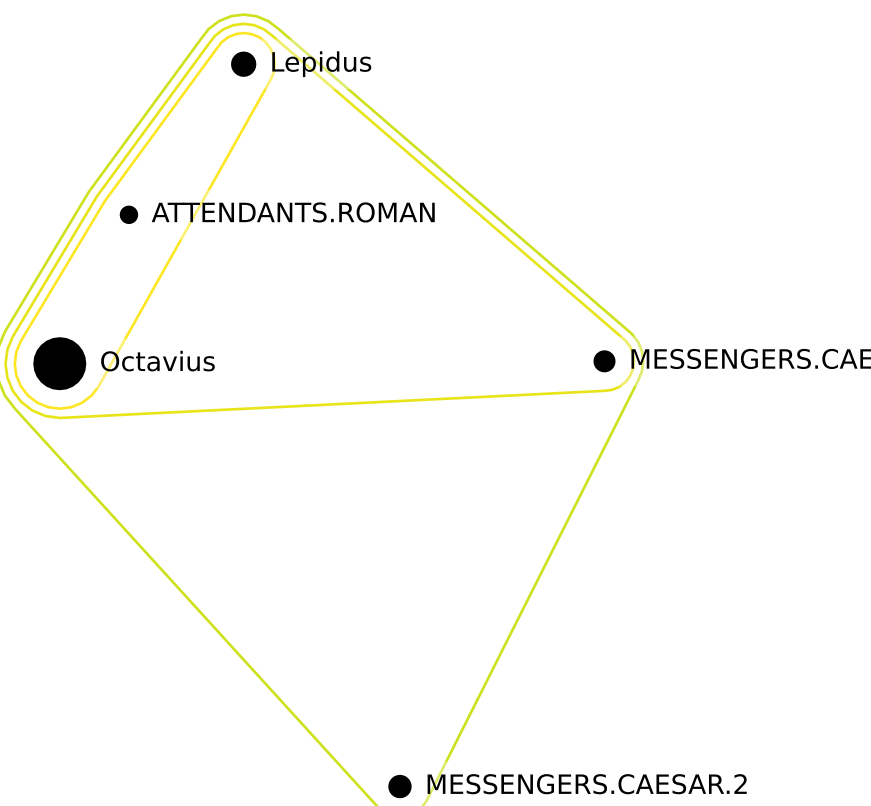 Lepidus
ATTENDANTS.ROMAN
Octavius
MESSENGERS.CAE
MESSENGERS.CAESAR.2